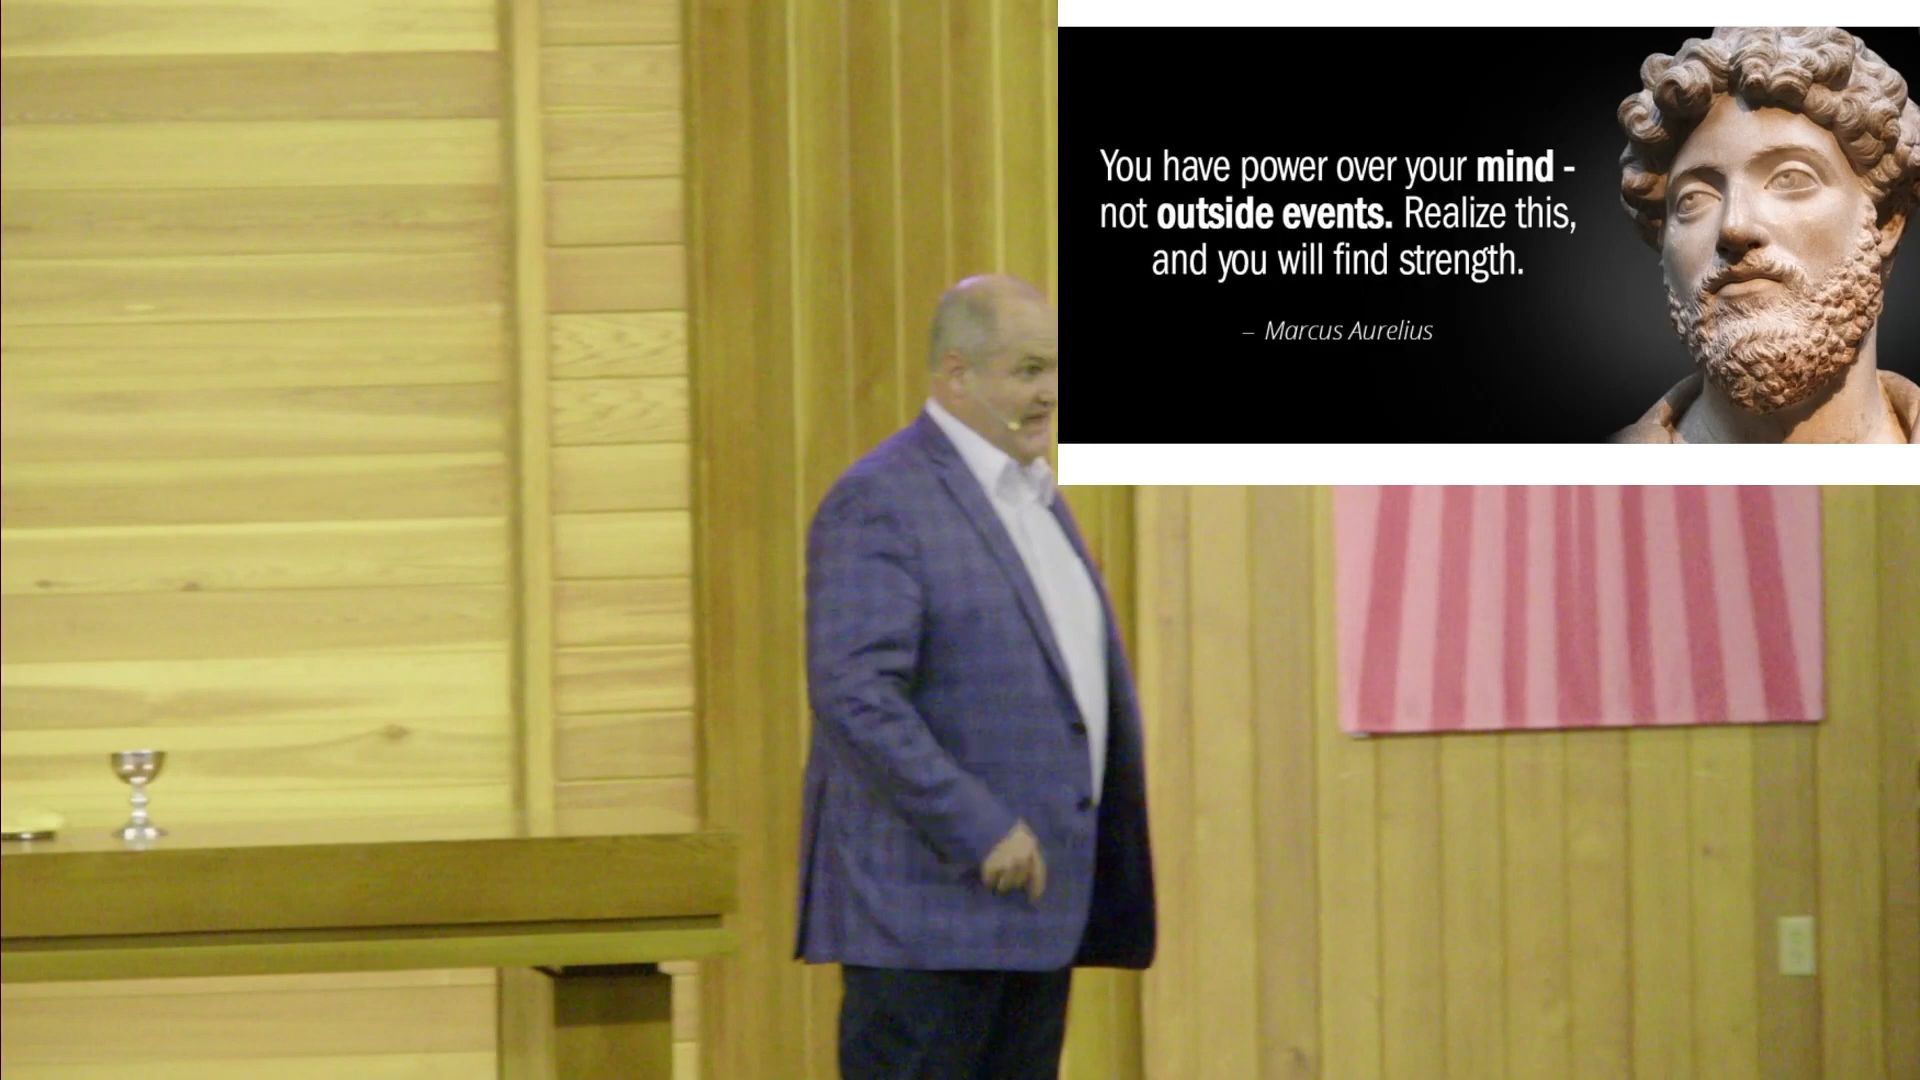 You have power over your mind -
not outside events. Realize this,
and you will find strength.
– Marcus Aurelius